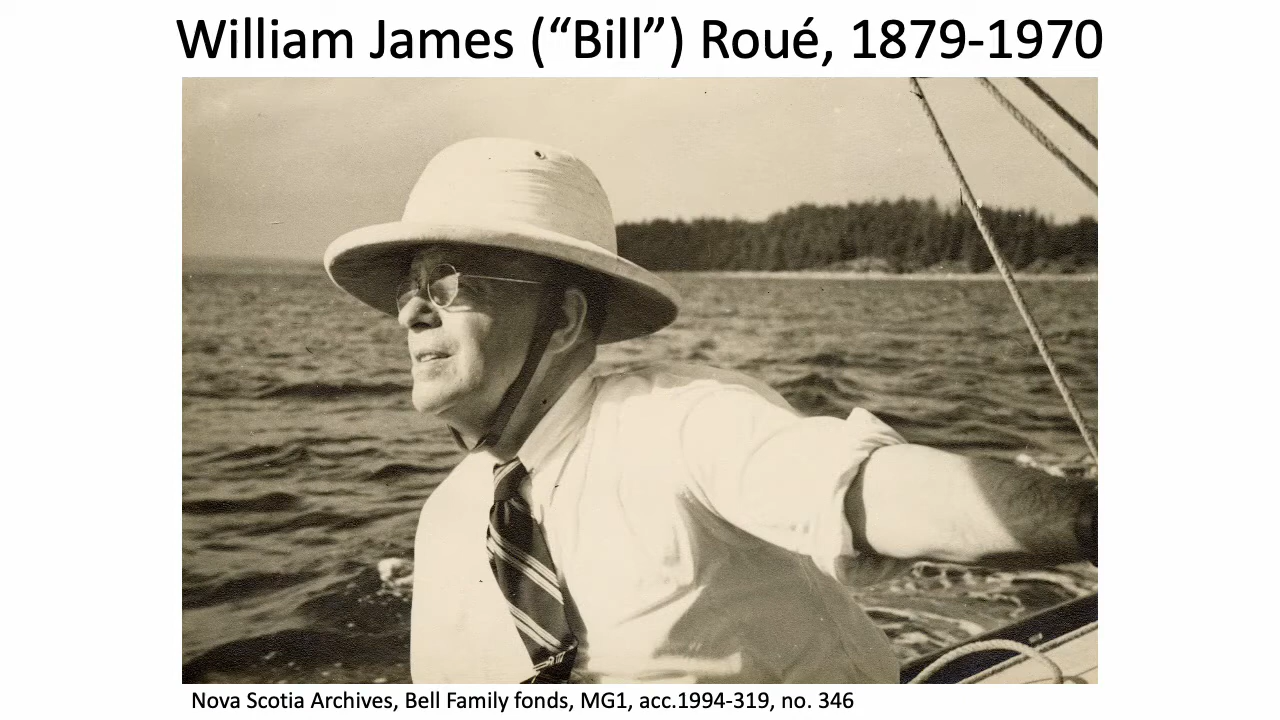 William James (“Bill”) Roué, 1879-1970
Nova Scotia Archives, Bell Family fonds, MG1, acc.1994-319, no. 346